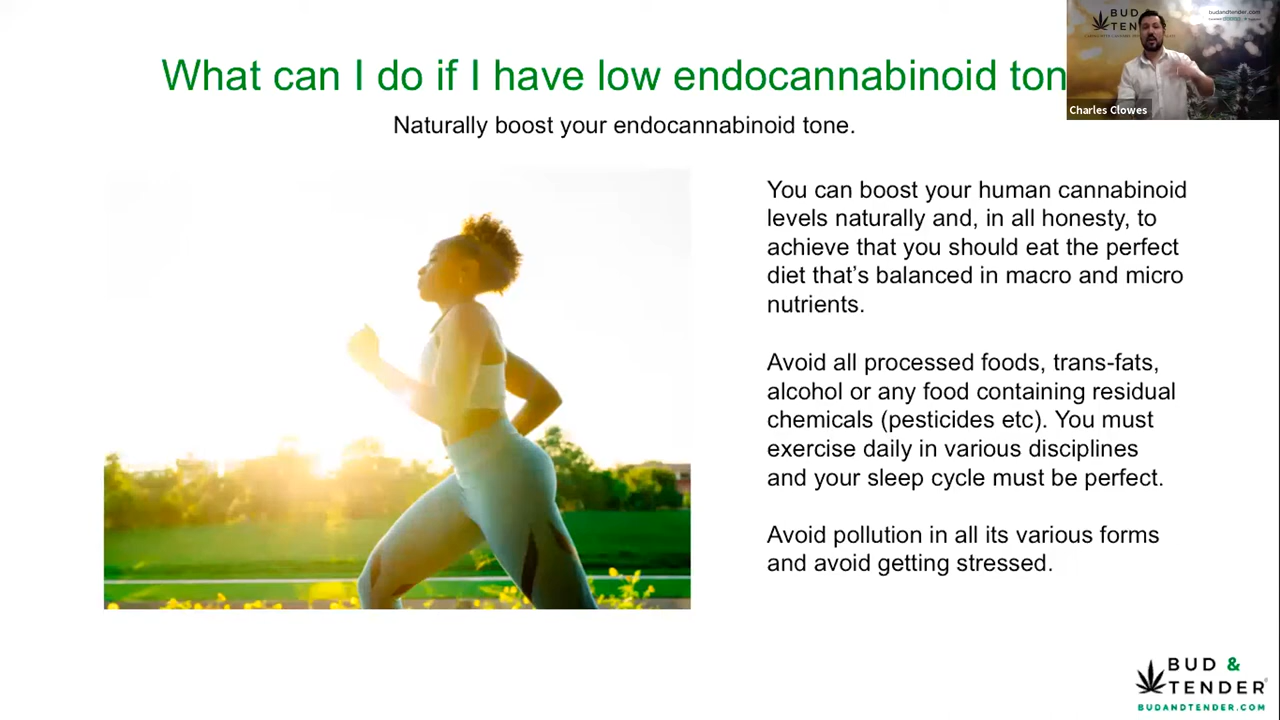 What can I do if I have low endocannabinoid ton
Naturally boost your endocannabinoid tone.
BUD
TEN
budandtender.com
Charles Clowes
You can boost your human cannabinoid
levels naturally and, in all honesty, to
achieve that you should eat the perfect
diet that's balanced in macro and micro
nutrients.
Avoid all processed foods, trans-fats,
alcohol or any food containing residual
chemicals (pesticides etc). You must
exercise daily in various disciplines
and your sleep cycle must be perfect.
Avoid pollution in all its various forms
and avoid getting stressed.
BUD &
TENDER®
BUDANDTENDER.COM